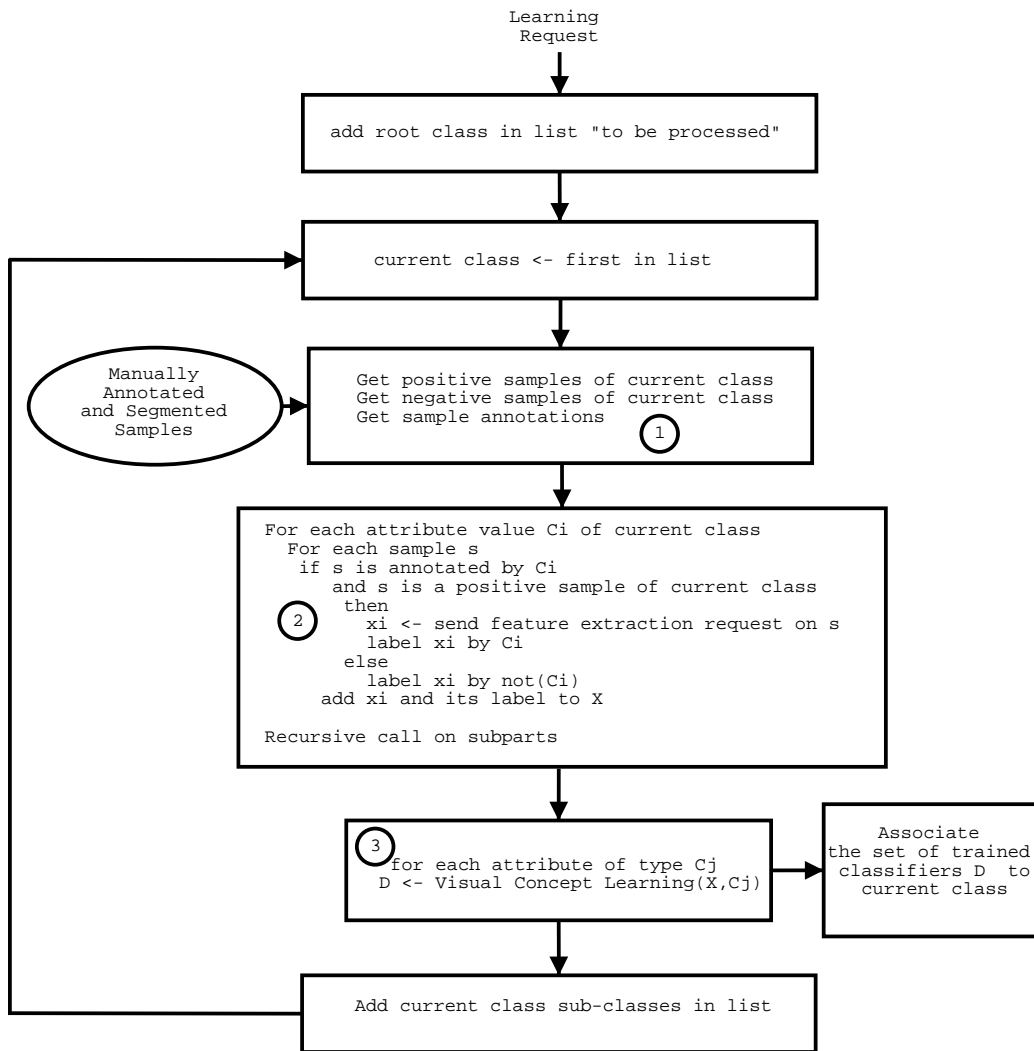 Learning
Request
add root class in list "to be processed"
current class <- first in list
Manually
Annotated
and Segmented
Samples
Get positive samples of current class
Get negative samples of current class
Get sample annotations
1
For each attribute value Ci of current class
For each sample s
if s is annotated by Ci
and s is a positive sample of current class
then
2
xi <- send feature extraction request on s
label xi by Ci
else
label xi by not(Ci)
add xi and its label to X
Recursive call on subparts
3
for each attribute of type Cj
D <- Visual Concept Learning(X,Cj)
Associate
the set of trained
classifiers D to
current class
Add current class sub-classes in list